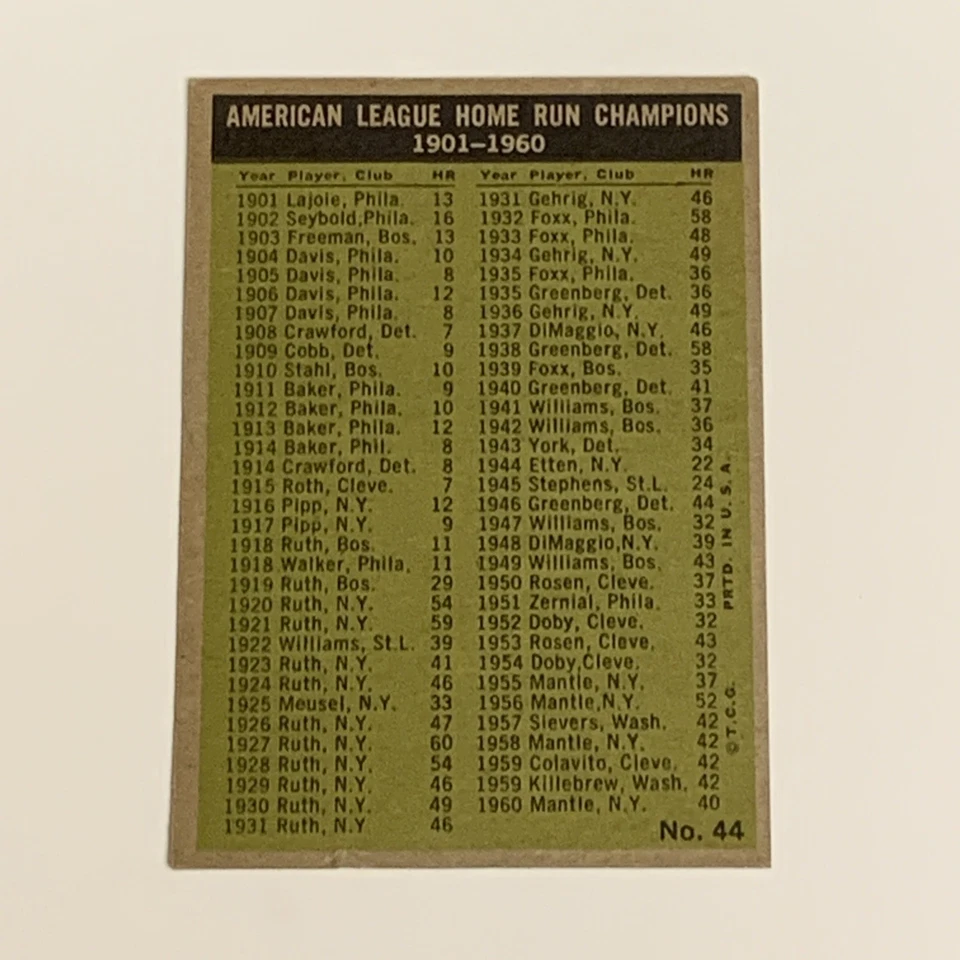 AMERICAN LEAGUE HOME RUN CHAMPIONS
1901–1960
Year Player, Club HR
1901 Lajoie, Phila. 13
1902 Seybold,Phila. 16
1903 Freeman, Bos. 13
1904 Davis, Phila. 10
1905 Davis, Phila. 8
1906 Davis, Phila. 12
1907 Davis, Phila. 8
1908 Crawford, Det. 7
1909 Cobb, Det. 9
1910 Stahl, Bos. 10
1911 Baker, Phila. 9
1912 Baker, Phila. 10
1913 Baker, Phila. 12
1914 Baker, Phil. 8
1914 Crawford, Det. 8
1915 Roth, Cleve. 7
1916 Pipp, N.Y. 12
1917 Pipp, N.Y. 9
1918 Ruth, Bos. 11
1918 Walker, Phila. 11
1919 Ruth, Bos. 29
1920 Ruth, N.Y. 54
1921 Ruth, N.Y. 59
1922 Williams, St.L. 39
1923 Ruth, N.Y. 41
1924 Ruth, N.Y. 46
1925 Meusel, N.Y. 33
1926 Ruth, N.Y. 47
1927 Ruth, N.Y. 60
1928 Ruth, N.Y. 54
1929 Ruth, N.Y. 46
1930 Ruth, N.Y. 49
1931 Ruth, N.Y 46
Year Player, Club HR
1931 Gehrig, N.Y. 46
1932 Foxx, Phila. 58
1933 Foxx, Phila. 48
1934 Gehrig, N.Y. 49
1935 Foxx, Phila. 36
1935 Greenberg, Det. 36
1936 Gehrig, N.Y. 49
1937 DiMaggio, N.Y. 46
1938 Greenberg, Det. 58
1939 Foxx, Bos. 35
1940 Greenberg, Det. 41
1941 Williams, Bos. 37
1942 Williams, Bos. 36
1943 York, Det. 34
1944 Etten, N.Y. 22
1945 Stephens, St.L. 24
1946 Greenberg, Det. 44
1947 Williams, Bos. 32
1948 DiMaggio,N.Y. 39
1949 Williams, Bos. 43
1950 Rosen, Cleve. 37
1951 Zernial, Phila. 33
1952 Doby, Cleve. 32
1953 Rosen, Cleve. 43
1954 Doby,Cleve. 32
1955 Mantle, N.Y. 37
1956 Mantle,N.Y. 52
1957 Sievers, Wash. 42
1958 Mantle, N.Y. 42
1959 Colavito, Cleve. 42
1959 Killebrew, Wash. 42
1960 Mantle, N.Y. 40
No. 44
© T.C.G. PRTD. IN U. S. A.